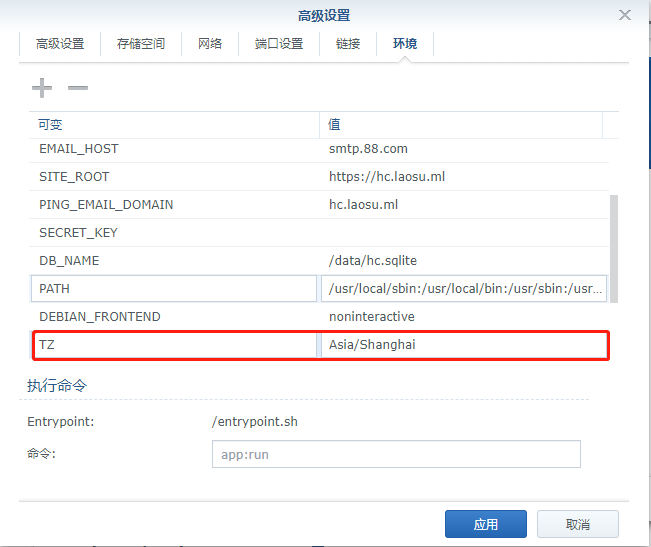 高级设置
高级设置 存储空间 网络 端口设置 链接 环境
可变 值
EMAIL_HOST smtp.88.com
SITE_ROOT https://hc.laosu.ml
PING_EMAIL_DOMAIN hc.laosu.ml
SECRET_KEY
DB_NAME /data/hc.sqlite
PATH /usr/local/sbin:/usr/local/bin:/usr/sbin:/usr...
DEBIAN_FRONTEND noninteractive
TZ Asia/Shanghai
执行命令
Entrypoint: /entrypoint.sh
命令: app:run
应用 取消